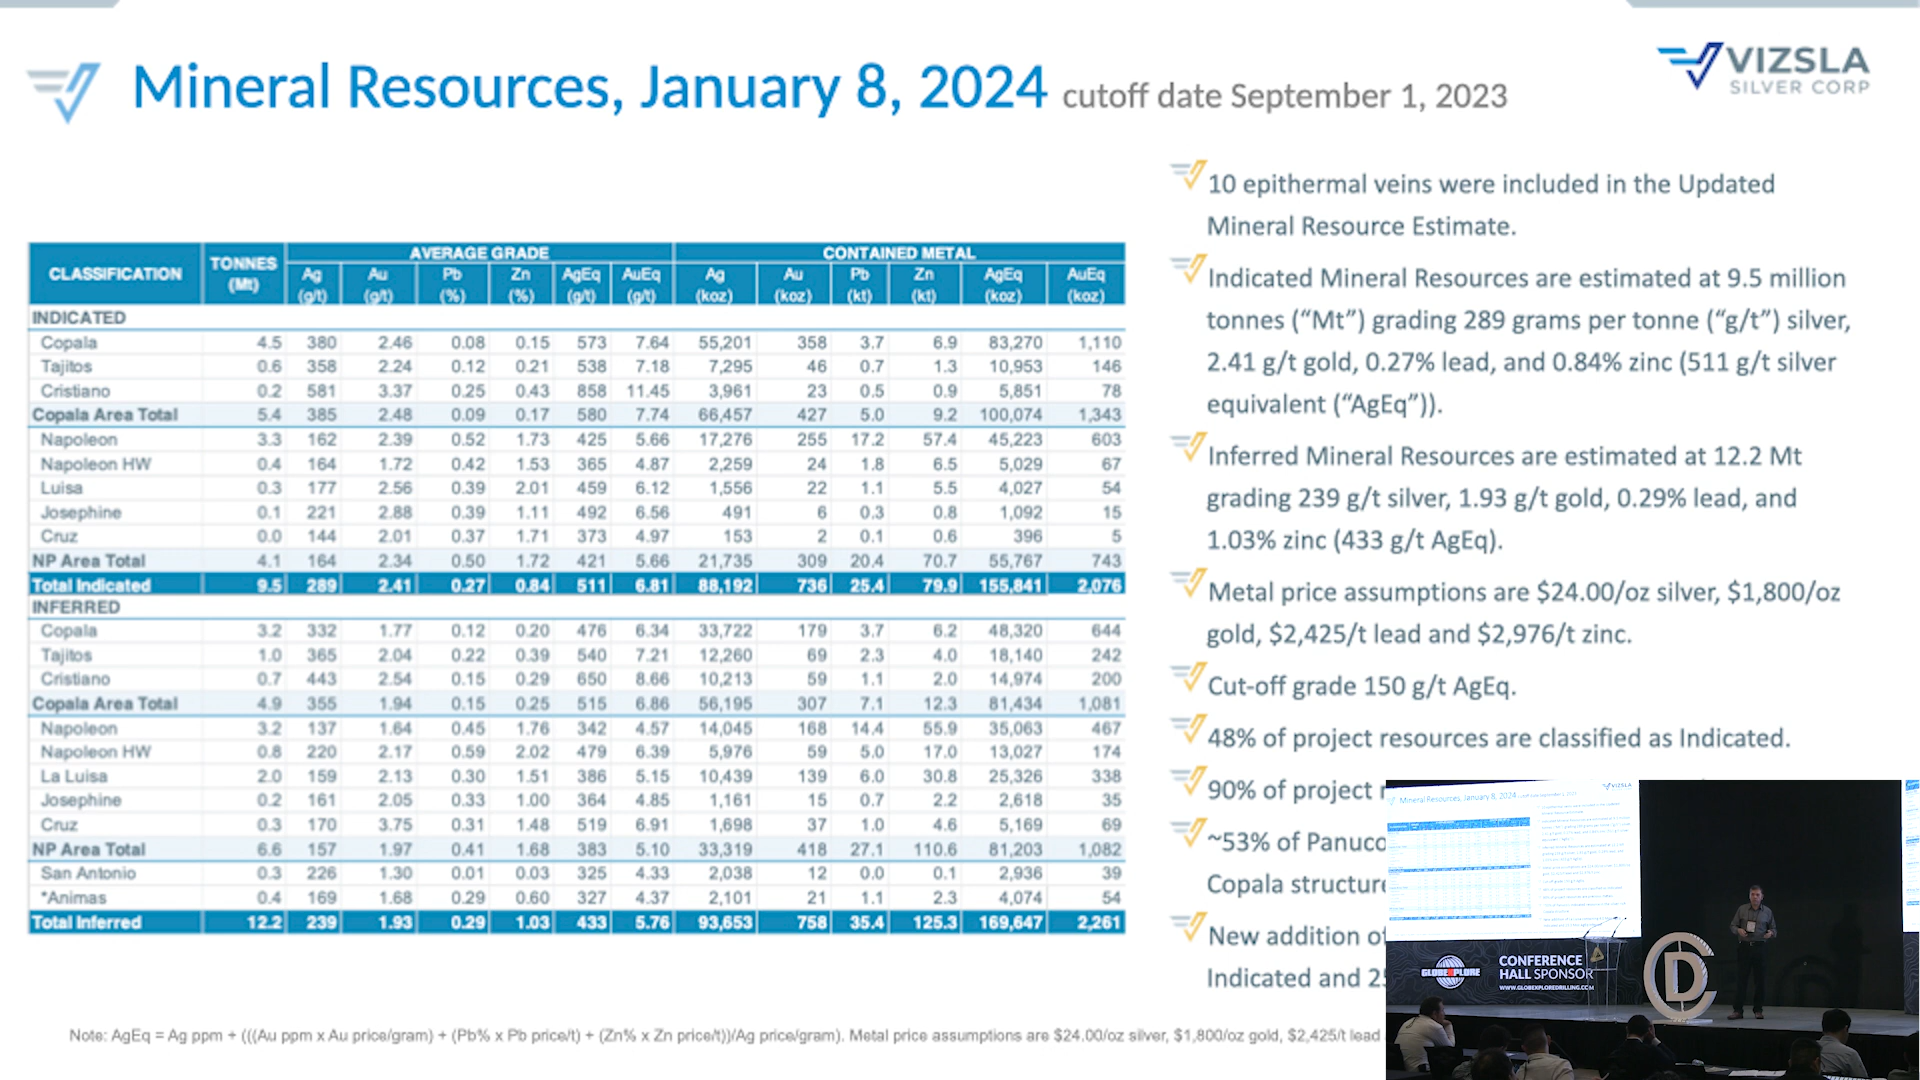 Mineral Resources, January 8, 2024 cutoff date September 1, 2023
VIZSLA
SILVER CORP
CLASSIFICATION TONNES (Mt) AVERAGE GRADE CONTAINED METAL
Ag (g/t) Au (g/t) Pb (%) Zn (%) AgEq (g/t) AuEq (g/t) Ag (koz) Au (koz) Pb (kt) Zn (kt) AgEq (koz) AuEq (koz)
INDICATED
Copala 4.5 380 2.46 0.08 0.15 573 7.64 55,201 358 3.7 6.9 83,270 1,110
Tajitos 0.6 358 2.24 0.12 0.21 538 7.18 7,295 46 0.7 1.3 10,953 146
Cristiano 0.2 581 3.37 0.25 0.43 858 11.45 3,961 23 0.5 0.9 5,851 78
Copala Area Total 5.4 385 2.48 0.09 0.17 580 7.74 66,457 427 5.0 9.2 100,074 1,343
Napoleon 3.3 162 2.39 0.52 1.73 425 5.66 17,276 255 17.2 57.4 45,223 603
Napoleon HW 0.4 164 1.72 0.42 1.53 365 4.87 2,259 24 1.8 6.5 5,029 67
Luisa 0.3 177 2.56 0.39 2.01 459 6.12 1,556 22 1.1 5.5 4,027 54
Josephine 0.1 221 2.88 0.39 1.11 492 6.56 491 6 0.3 0.8 1,092 15
Cruz 0.0 144 2.01 0.37 1.71 373 4.97 153 2 0.1 0.6 396 5
NP Area Total 4.1 164 2.34 0.50 1.72 421 5.66 21,735 309 20.4 70.7 55,767 743
Total Indicated 9.5 289 2.41 0.27 0.84 511 6.81 88,192 736 25.4 79.9 155,841 2,076
INFERRED
Copala 3.2 332 1.77 0.12 0.20 476 6.34 33,722 179 3.7 6.2 48,320 644
Tajitos 1.0 365 2.04 0.22 0.39 540 7.21 12,260 69 2.3 4.0 18,140 242
Cristiano 0.7 443 2.54 0.15 0.29 650 8.66 10,213 59 1.1 2.0 14,974 200
Copala Area Total 4.9 355 1.94 0.15 0.25 515 6.86 56,195 307 7.1 12.3 81,434 1,081
Napoleon 3.2 137 1.64 0.45 1.76 342 4.57 14,045 168 14.4 55.9 35,063 467
Napoleon HW 0.8 220 2.17 0.59 2.02 479 6.39 5,976 59 5.0 17.0 13,027 174
La Luisa 2.0 159 2.13 0.30 1.51 386 5.15 10,439 139 6.0 30.8 25,326 338
Josephine 0.2 161 2.05 0.33 1.00 364 4.85 1,161 15 0.7 2.2 2,618 35
Cruz 0.3 170 3.75 0.31 1.48 519 6.91 1,698 37 1.0 4.6 5,169 69
NP Area Total 6.6 157 1.97 0.41 1.68 383 5.10 33,319 418 27.1 110.6 81,203 1,082
San Antonio 0.3 226 1.30 0.01 0.03 325 4.33 2,038 12 0.0 0.1 2,936 39
*Animas 0.4 169 1.68 0.29 0.60 327 4.37 2,101 21 1.1 2.3 4,074 54
Total Inferred 12.2 239 1.93 0.29 1.03 433 5.76 93,653 758 35.4 125.3 169,647 2,261
10 epithermal veins were included in the Updated
Mineral Resource Estimate.
Indicated Mineral Resources are estimated at 9.5 million
tonnes (“Mt”) grading 289 grams per tonne (“g/t”) silver,
2.41 g/t gold, 0.27% lead, and 0.84% zinc (511 g/t silver
equivalent (“AgEq”)).
Inferred Mineral Resources are estimated at 12.2 Mt
grading 239 g/t silver, 1.93 g/t gold, 0.29% lead, and
1.03% zinc (433 g/t AgEq).
Metal price assumptions are $24.00/oz silver, $1,800/oz
gold, $2,425/t lead and $2,976/t zinc.
Cut-off grade 150 g/t AgEq.
48% of project resources are classified as Indicated.
90% of project
~53% of Panuco
Copala structure
New addition of
Indicated and
Note: AgEq = Ag ppm + (((Au ppm x Au price/gram) + (Pb% x Pb price/t) + (Zn% x Zn price/t))/Ag price/gram). Metal price assumptions are $24.00/oz silver, $1,800/oz gold, $2,425/t lead
Mineral Resources, January 8, 2024
VIZSLA
GLOBEXPLORE
CONFERENCE
HALL SPONSOR
WWW.GLOBEXPLOREDRILLING.COM